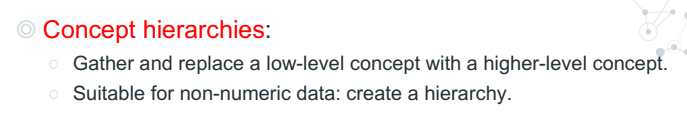 Concept hierarchies:
Gather and replace a low-level concept with a higher-level concept.
Suitable for non-numeric data: create a hierarchy.